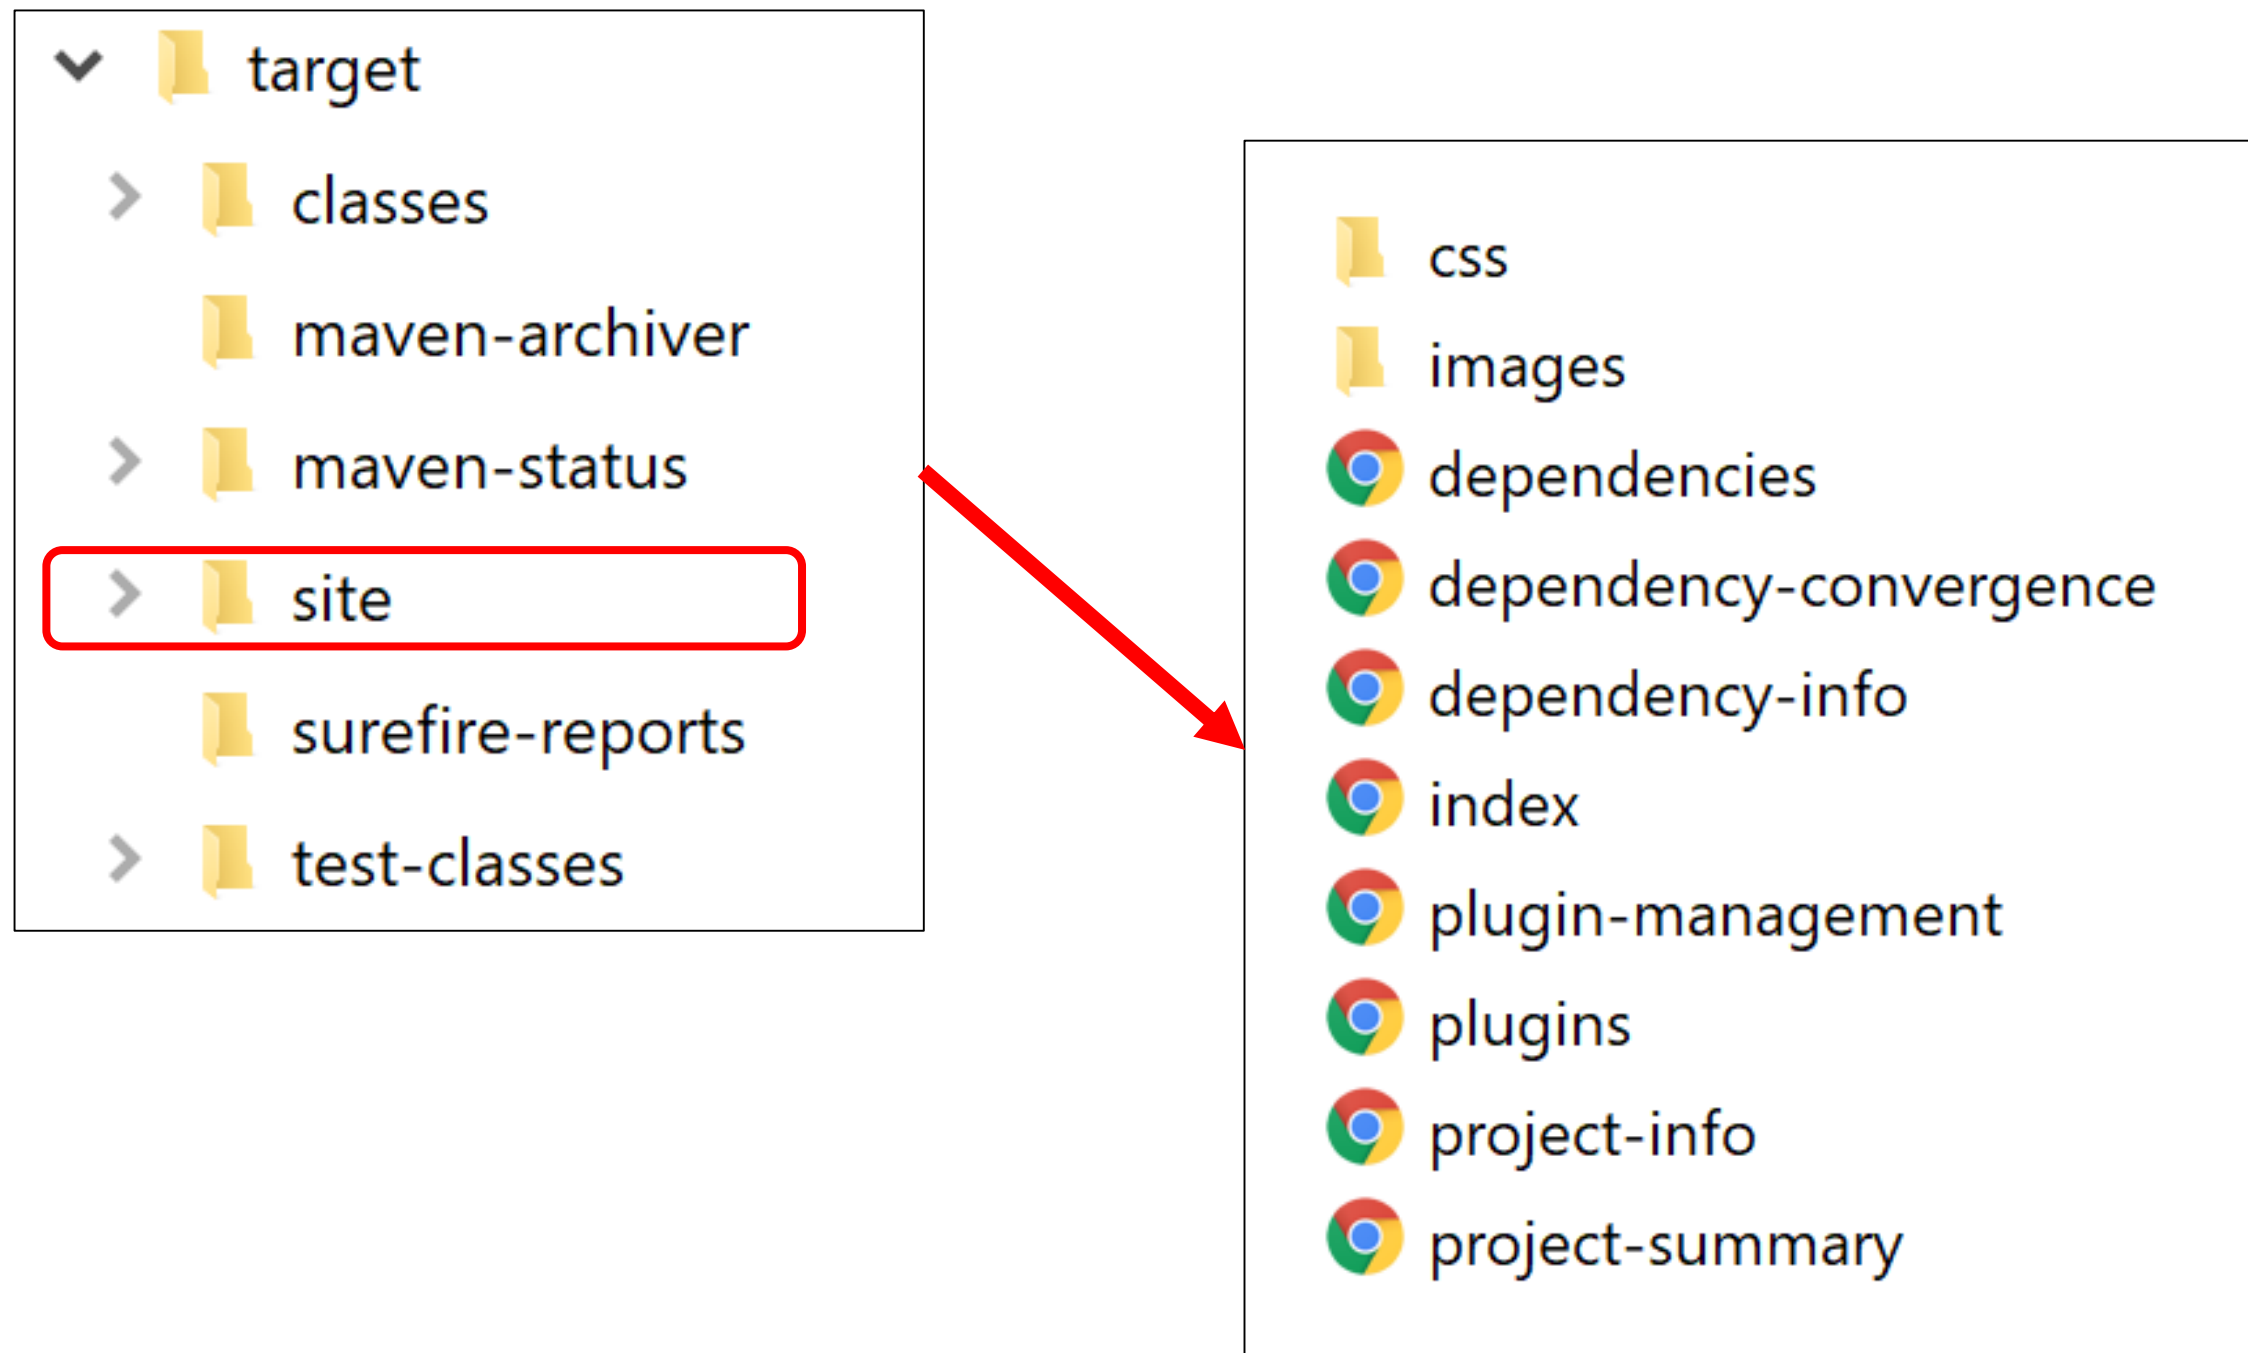 target
classes
maven-archiver
maven-status
site
surefire-reports
test-classes
css
images
dependencies
dependency-convergence
dependency-info
index
plugin-management
plugins
project-info
project-summary